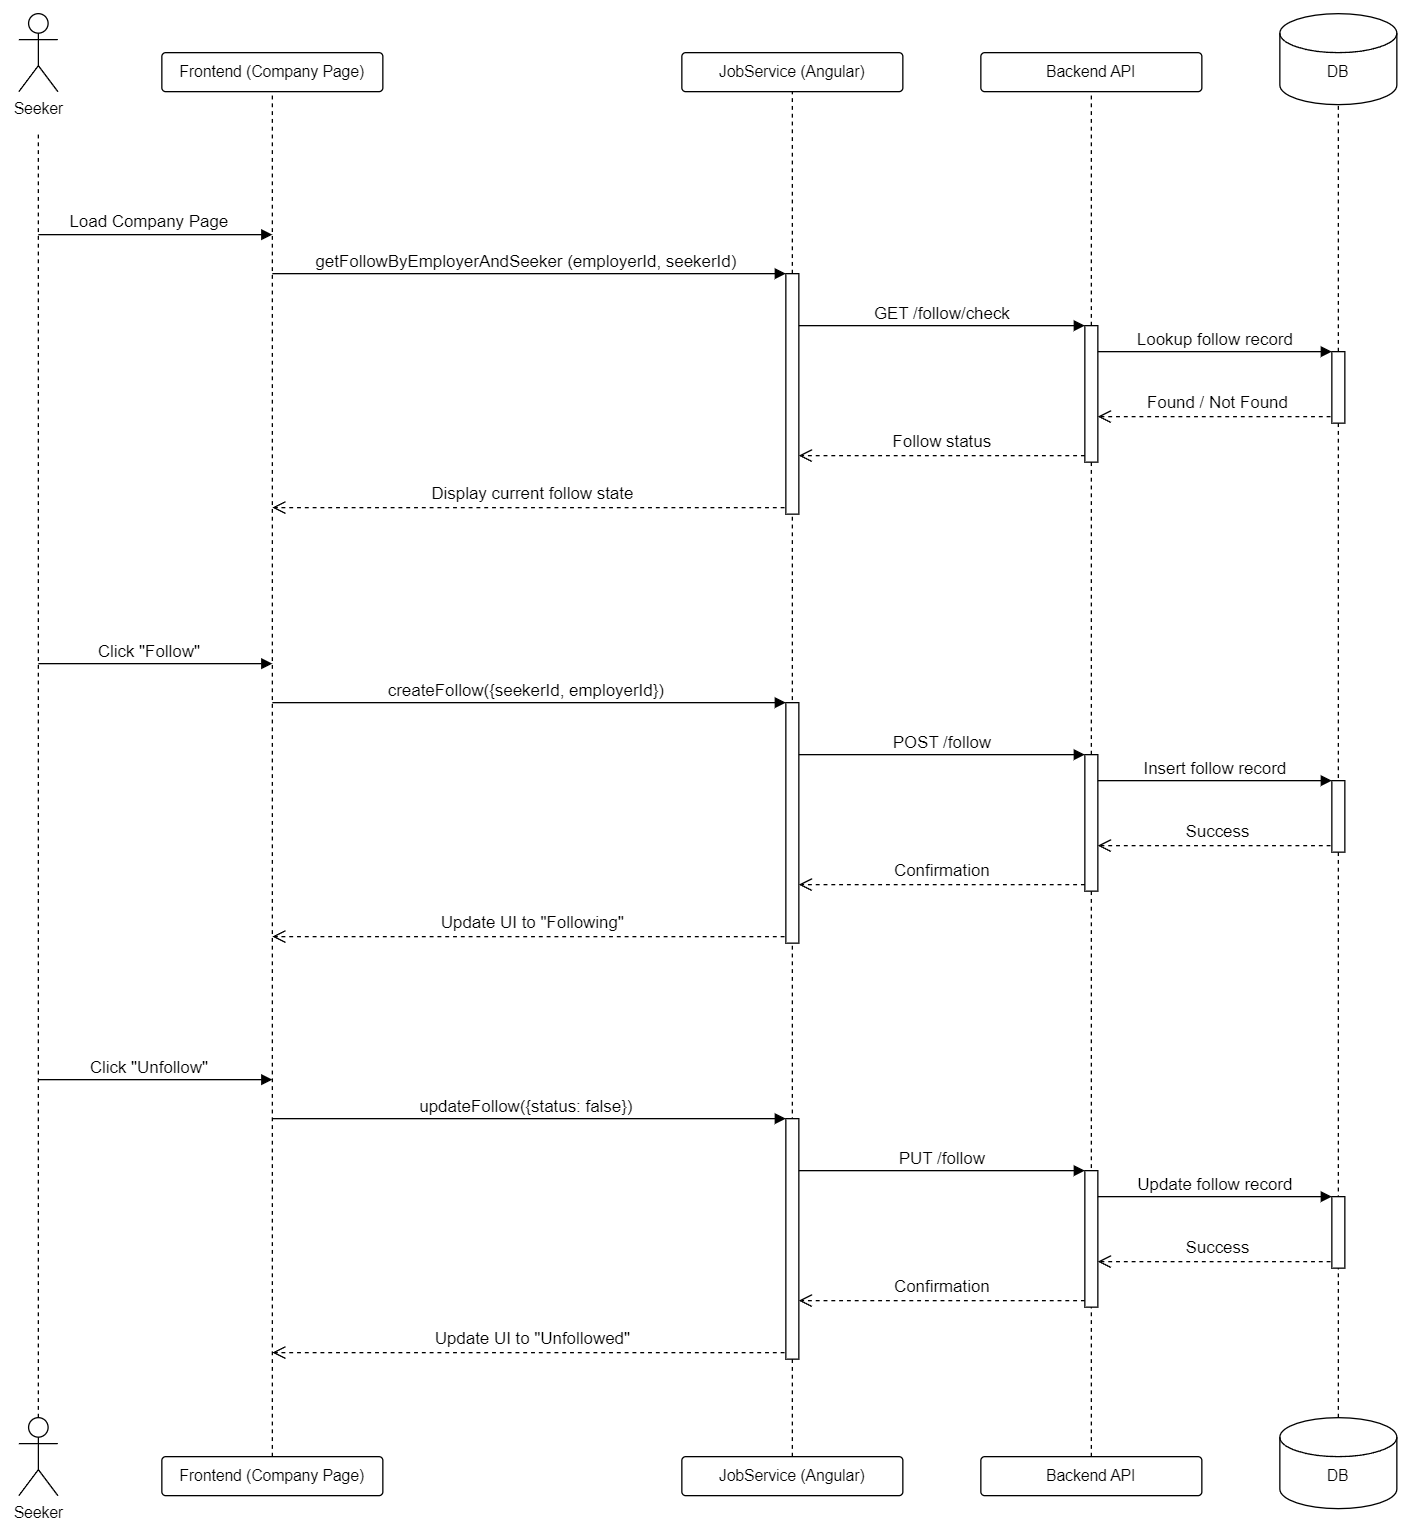 Seeker
Frontend (Company Page)
JobService (Angular)
Backend API
DB
Load Company Page
getFollowByEmployerAndSeeker (employerId, seekerId)
GET /follow/check
Lookup follow record
Found / Not Found
Follow status
Display current follow state
Click "Follow"
createFollow({seekerId, employerId})
POST /follow
Insert follow record
Success
Confirmation
Update UI to "Following"
Click "Unfollow"
updateFollow({status: false})
PUT /follow
Update follow record
Success
Confirmation
Update UI to "Unfollowed"
Seeker
Frontend (Company Page)
JobService (Angular)
Backend API
DB